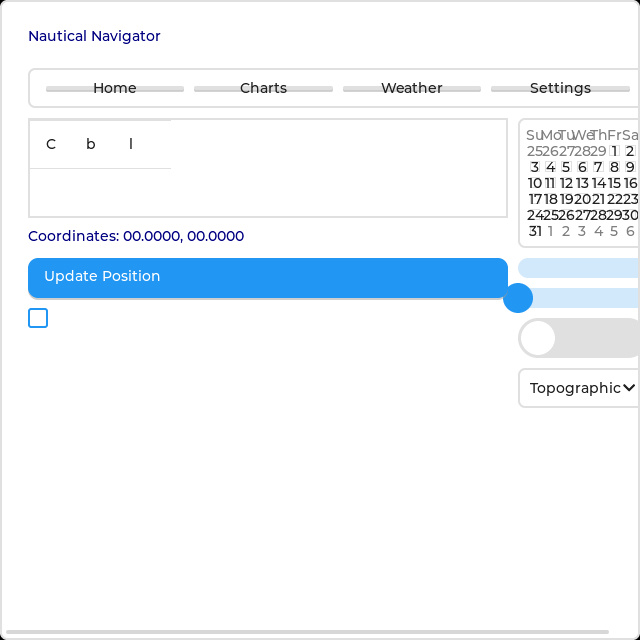 Nautical Navigator
Home Charts Weather Settings
C b l
Su Mo Tu We Th Fr Sa
25 26 27 28 29 1 2
3 4 5 6 7 8 9
10 11 12 13 14 15 16
17 18 19 20 21 22 23
24 25 26 27 28 29 30
31 1 2 3 4 5 6
Coordinates: 00.0000, 00.0000
Update Position
Topographic